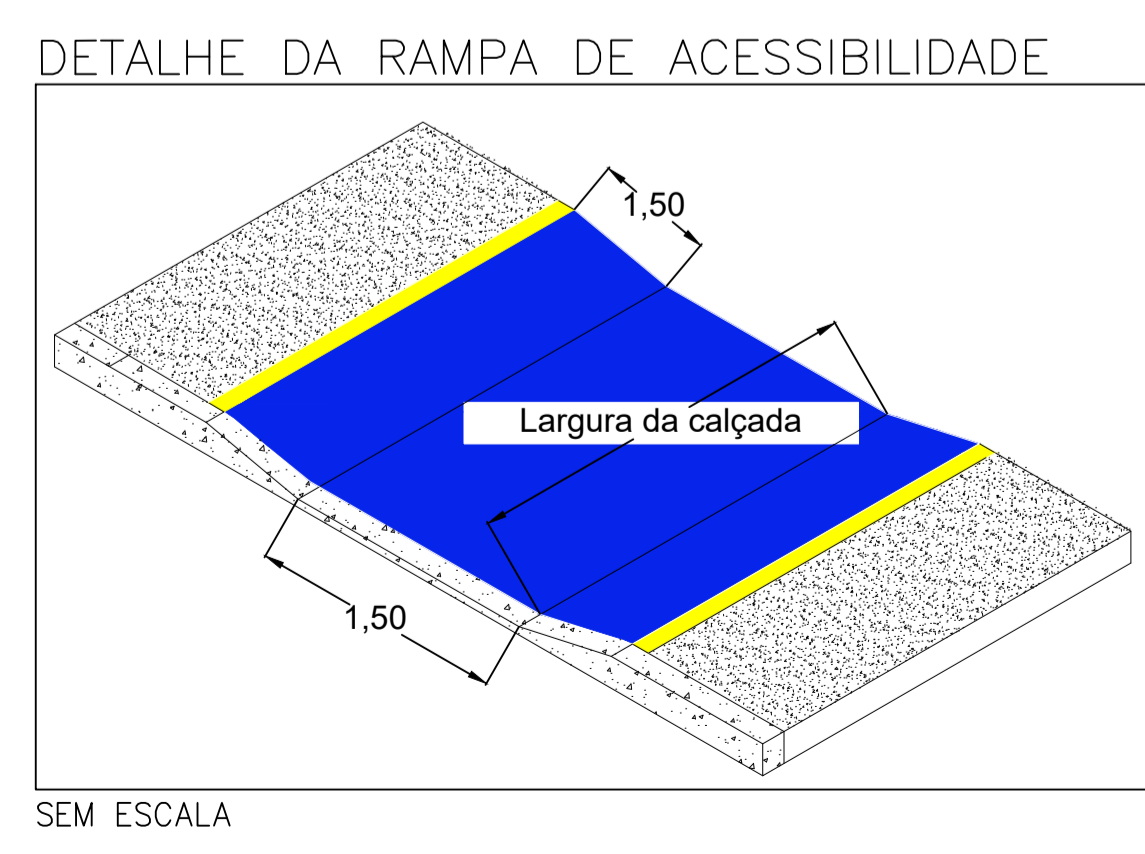 DETALHE DA RAMPA DE ACESSIBILIDADE
1,50
Largura da calçada
1,50
SEM ESCALA